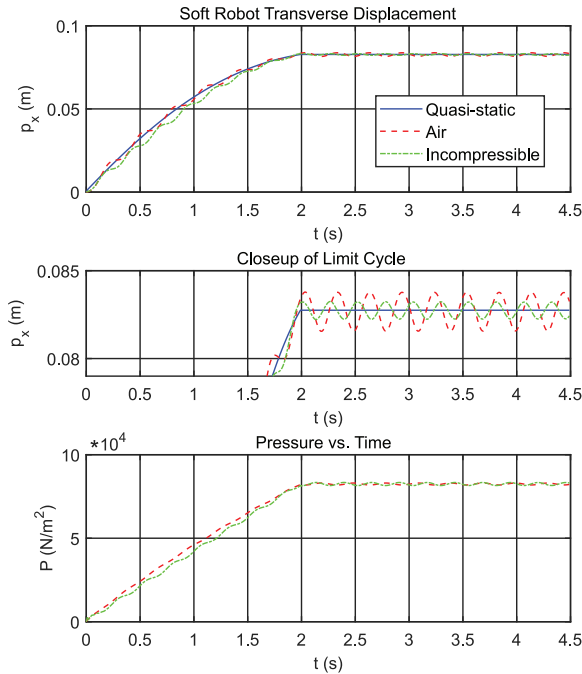 Soft Robot Transverse Displacement
0.1
0.05
0
p_x (m)
Quasi-static
Air
Incompressible
0 0.5 1 1.5 2 2.5 3 3.5 4 4.5
t (s)
Closeup of Limit Cycle
0.085
0.08
p_x (m)
0 0.5 1 1.5 2 2.5 3 3.5 4 4.5
t (s)
Pressure vs. Time
*10^4
10
5
0
P (N/m²)
0 0.5 1 1.5 2 2.5 3 3.5 4 4.5
t (s)